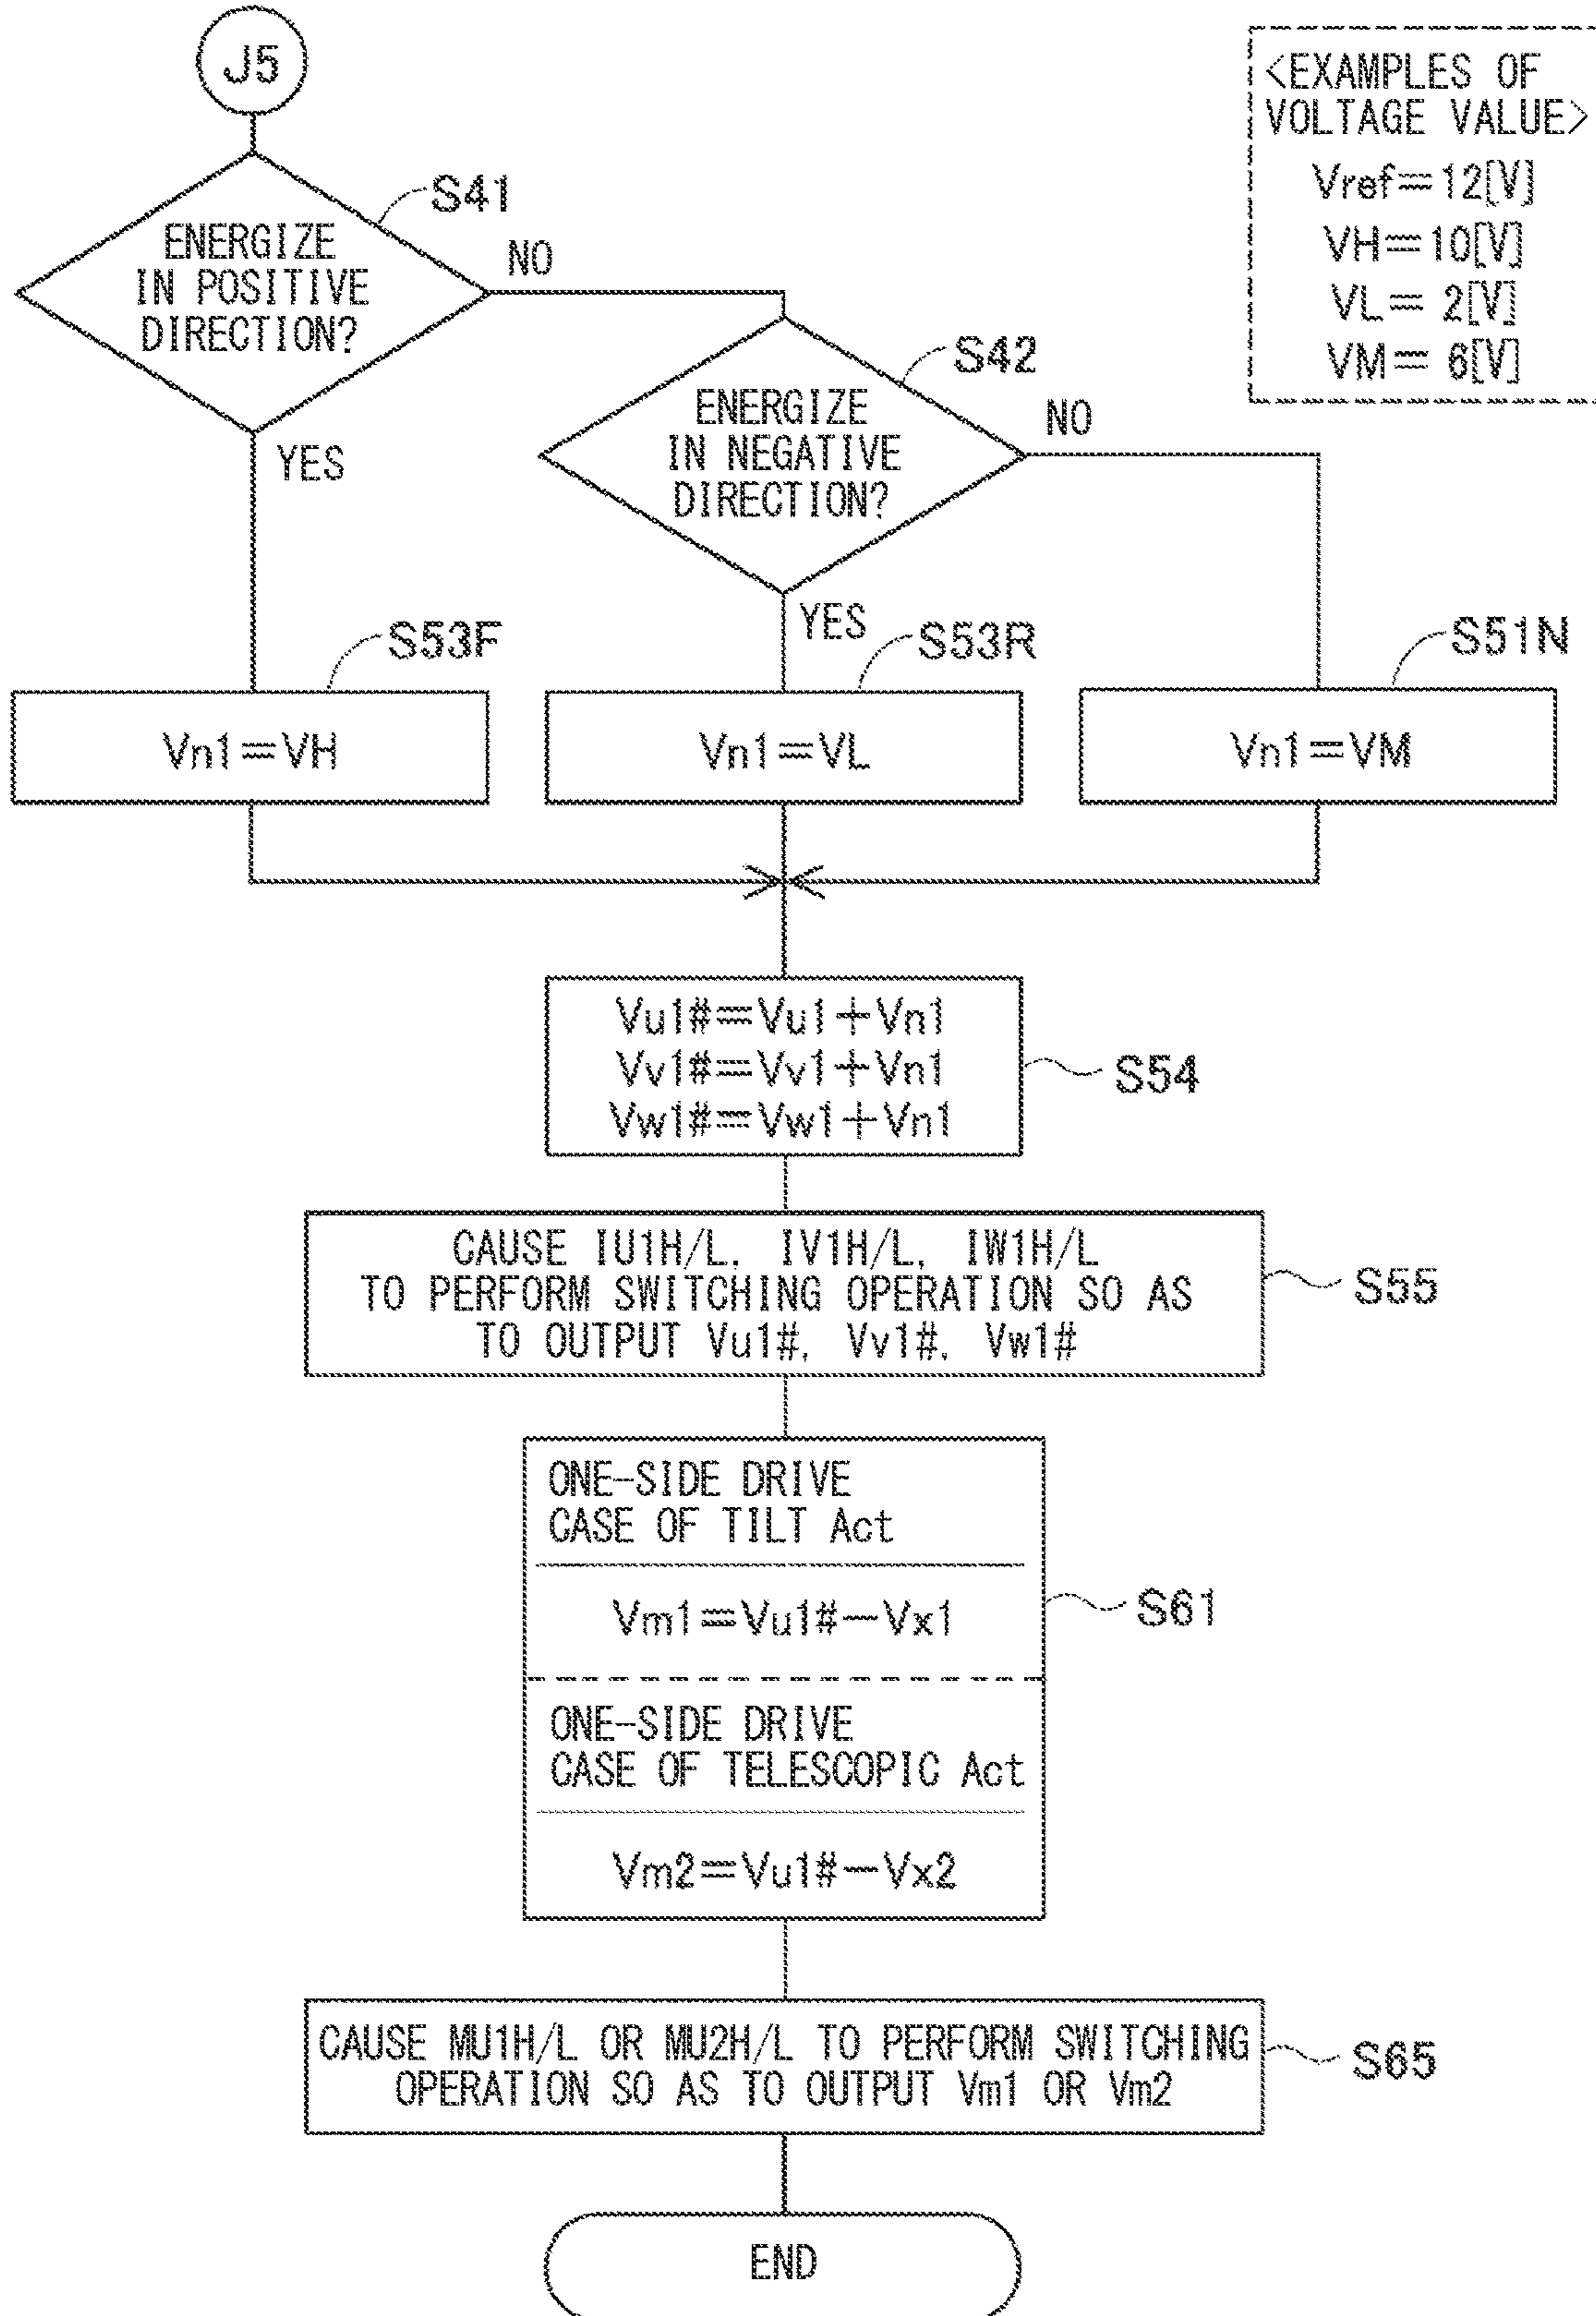 J5
<EXAMPLES OF
VOLTAGE VALUE>
Vref=12[V]
VH=10[V]
VL= 2[V]
VM= 6[V]
S41
ENERGIZE
IN POSITIVE
DIRECTION?
NO
YES
S42
ENERGIZE
IN NEGATIVE
DIRECTION?
NO
YES
S53F
Vn1=VH
S53R
Vn1=VL
S51N
Vn1=VM
Vu1#=Vu1+Vn1
Vv1#=Vv1+Vn1
Vw1#=Vw1+Vn1
S54
CAUSE IU1H/L, IV1H/L, IW1H/L
TO PERFORM SWITCHING OPERATION SO AS
TO OUTPUT Vu1#, Vv1#, Vw1#
S55
ONE-SIDE DRIVE
CASE OF TILT Act
Vm1=Vu1#-Vx1
S61
ONE-SIDE DRIVE
CASE OF TELESCOPIC Act
Vm2=Vu1#-Vx2
CAUSE MU1H/L OR MU2H/L TO PERFORM SWITCHING
OPERATION SO AS TO OUTPUT Vm1 OR Vm2
S65
END